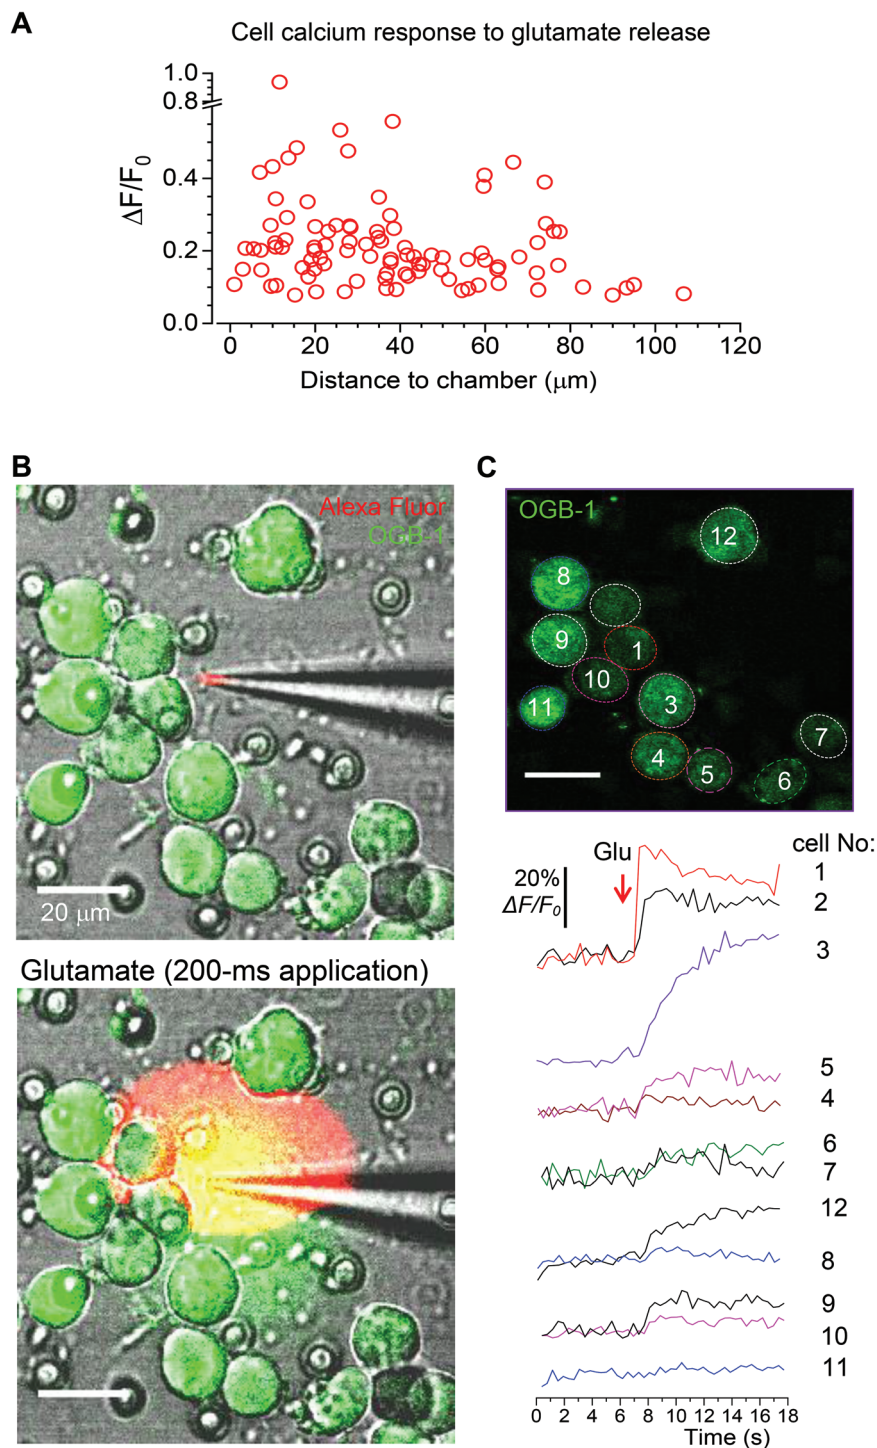 A
Cell calcium response to glutamate release
1.0
0.8
0.4
0.2
0.0
ΔF/F0
0 20 40 60 80 100 120
Distance to chamber (μm)
B
Alexa Fluor
OGB-1
20 μm
Glutamate (200-ms application)
C
OGB-1
12
8
9
1
10
11
3
7
4
5
6
Glu
cell No:
20%
ΔF/F0
1
2
3
5
4
6
7
12
8
9
10
11
0 2 4 6 8 10 12 14 16 18
Time (s)